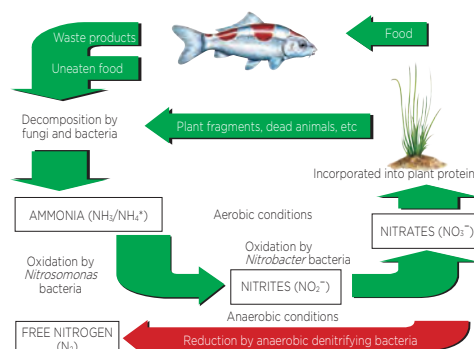 Waste products
Food
Uneaten food
Decomposition by
fungi and bacteria
Plant fragments, dead animals, etc
Incorporated into plant protein
AMMONIA (NH₃/NH₄⁺)
Aerobic conditions
NITRATES (NO₃⁻)
Oxidation by
Nitrosomonas
bacteria
Oxidation by
Nitrobacter bacteria
NITRITES (NO₂⁻)
Anaerobic conditions
FREE NITROGEN
(N₂)
Reduction by anaerobic denitrifying bacteria